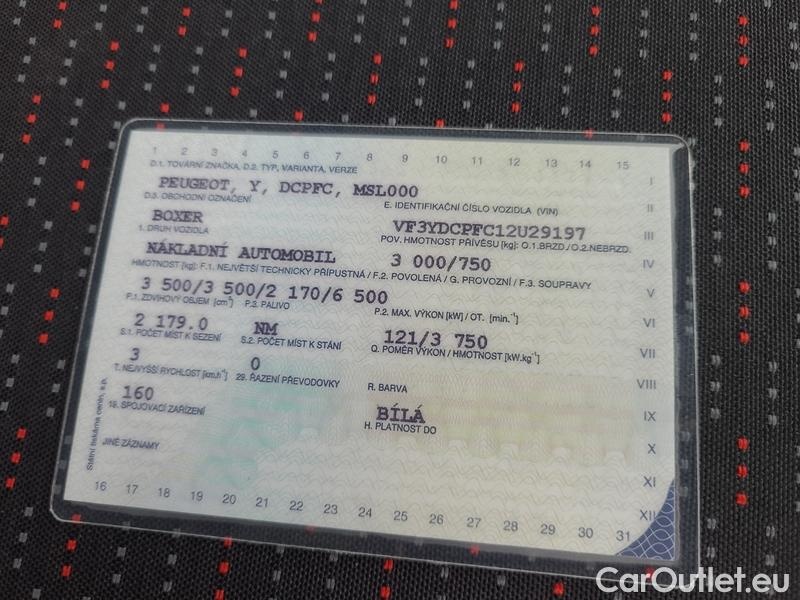 1 2 3 4 5 6 7 8 9 10 11 12 13 14 15
D.1. TOVÁRNÍ ZNAČKA, D.2. TYP, VARIANTA, VERZE
I
PEUGEOT, Y, DCPFC, MSL000
D.3. OBCHODNÍ OZNAČENÍ E. IDENTIFIKAČNÍ ČÍSLO VOZIDLA (VIN)
II
BOXER VF3YDCPFC12U29197
III
1. DRUH VOZIDLA POV. HMOTNOST PŘÍVĚSU [kg]: O.1.BRZD./O.2.NEBRZD.
NÁKLADNÍ AUTOMOBIL 3 000/750
IV
HMOTNOST [kg]: F.1. NEJVĚTŠÍ TECHNICKY PŘÍPUSTNÁ / F.2. POVOLENÁ / G. PROVOZNÍ / F.3. SOUPRAVY
3 500/3 500/2 170/6 500
V
P.1. ZDVIHOVÝ OBJEM [cm³] P.3. PALIVO P.2. MAX. VÝKON [kW] / OT. [min.⁻¹]
VI
2 179.0 NM 121/3 750
S.1. POČET MÍST K SEZENÍ S.2. POČET MÍST K STÁNÍ Q. POMĚR VÝKON / HMOTNOST [kW.kg⁻¹]
VII
3 0
T. NEJVYŠŠÍ RYCHLOST [km.h⁻¹] 29. ŘAZENÍ PŘEVODOVKY R. BARVA
VIII
160 BÍLÁ
IX
19. SPOJOVACÍ ZAŘÍZENÍ H. PLATNOST DO
X
JINÉ ZÁZNAMY
XI
Státní tiskárna cenin, s.p.
XII
16 17 18 19 20 21 22 23 24 25 26 27 28 29 30 31
CarOutlet.eu